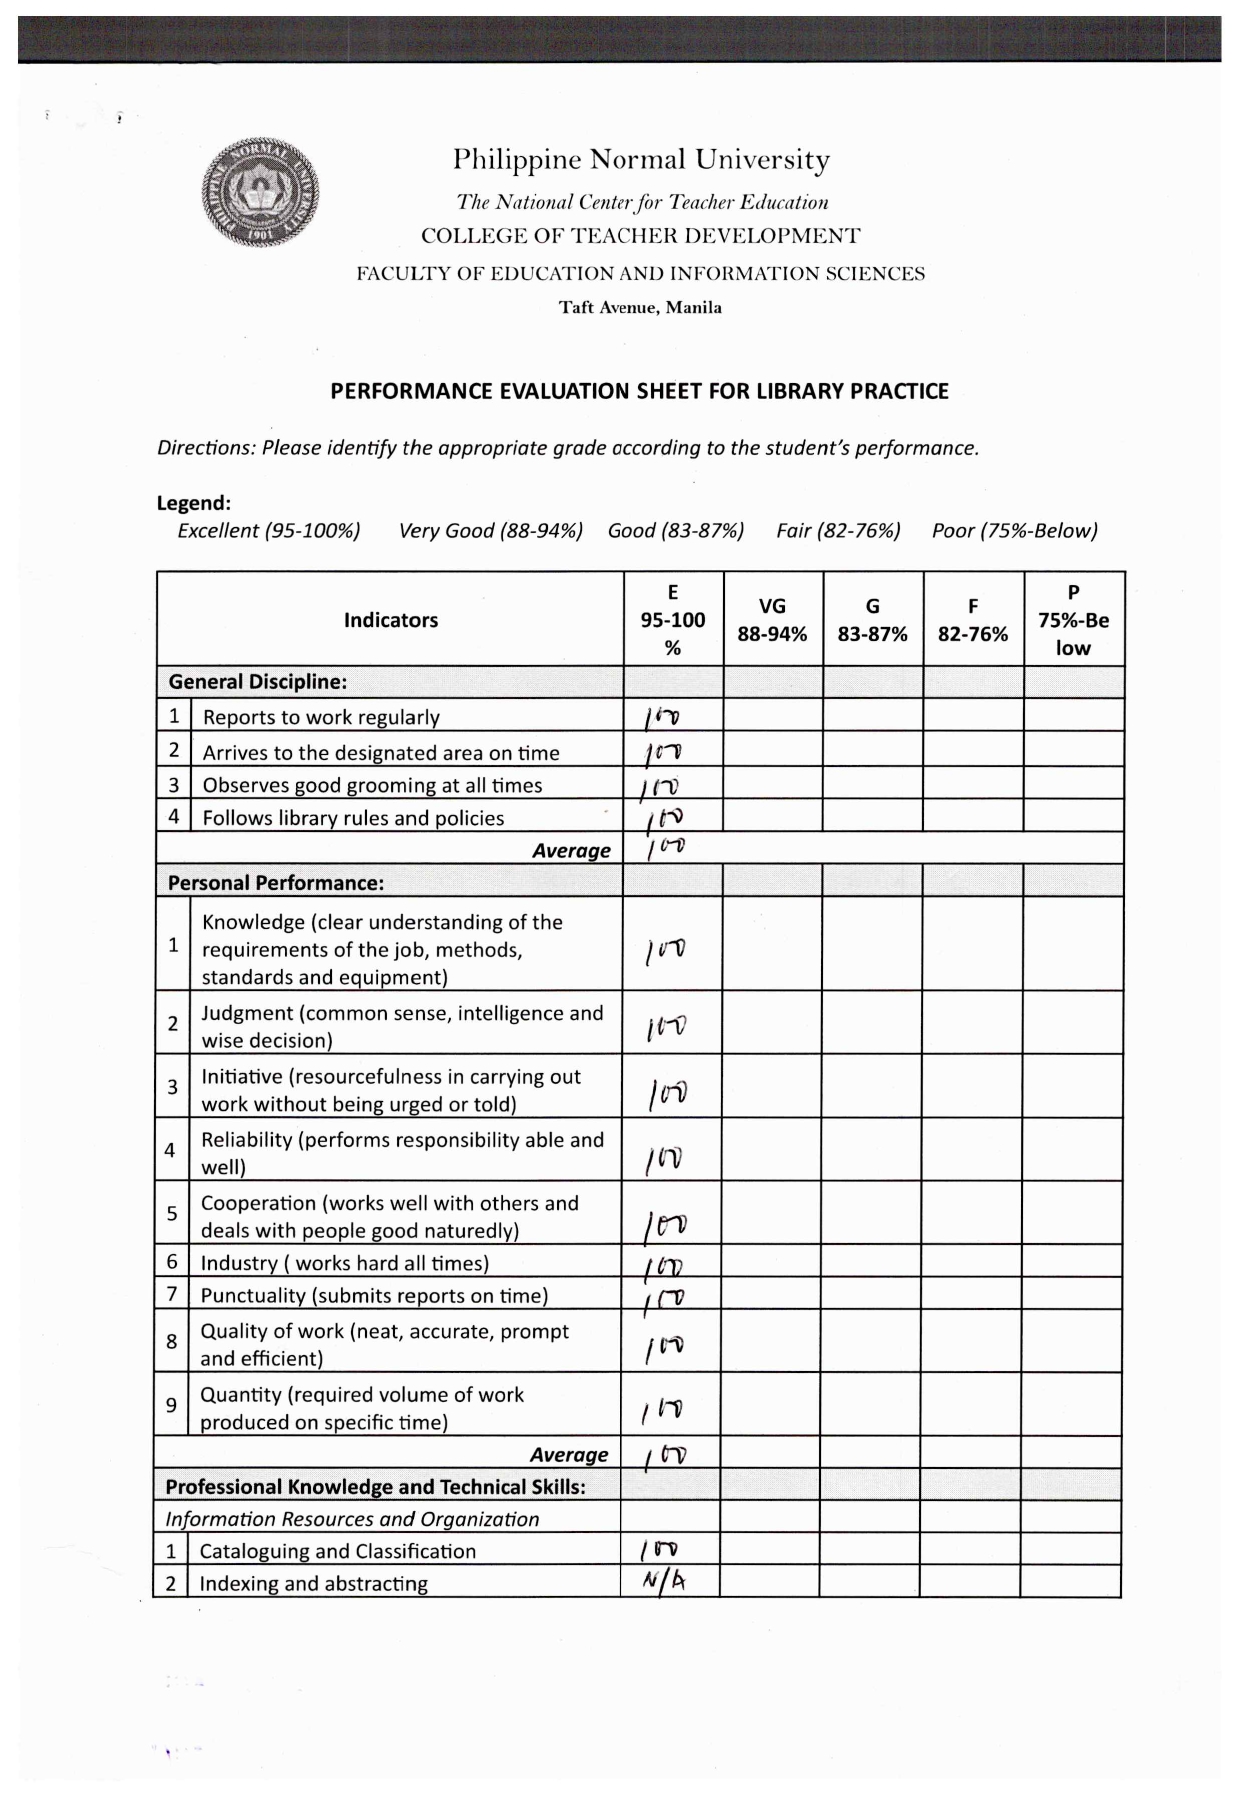 PHILIPPINE NORMAL UNIVERSITY
1901
Philippine Normal University
The National Center for Teacher Education
COLLEGE OF TEACHER DEVELOPMENT
FACULTY OF EDUCATION AND INFORMATION SCIENCES
Taft Avenue, Manila
PERFORMANCE EVALUATION SHEET FOR LIBRARY PRACTICE
Directions: Please identify the appropriate grade according to the student's performance.
Legend:
Excellent (95-100%) Very Good (88-94%) Good (83-87%) Fair (82-76%) Poor (75%-Below)
Indicators
E
95-100
%
VG
88-94%
G
83-87%
F
82-76%
P
75%-Be
low
General Discipline:
1 Reports to work regularly 100
2 Arrives to the designated area on time 100
3 Observes good grooming at all times 100
4 Follows library rules and policies 100
Average 100
Personal Performance:
1 Knowledge (clear understanding of the
requirements of the job, methods,
standards and equipment) 100
2 Judgment (common sense, intelligence and
wise decision) 100
3 Initiative (resourcefulness in carrying out
work without being urged or told) 100
4 Reliability (performs responsibility able and
well) 100
5 Cooperation (works well with others and
deals with people good naturedly) 100
6 Industry ( works hard all times) 100
7 Punctuality (submits reports on time) 100
8 Quality of work (neat, accurate, prompt
and efficient) 100
9 Quantity (required volume of work
produced on specific time) 100
Average 100
Professional Knowledge and Technical Skills:
Information Resources and Organization
1 Cataloguing and Classification 100
2 Indexing and abstracting N/A